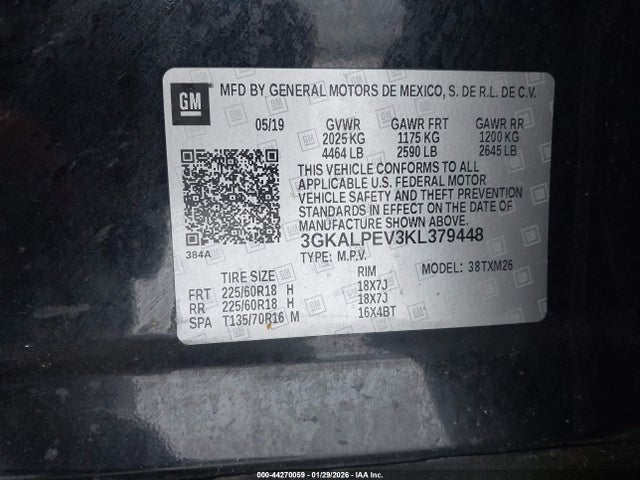 GM
MFD BY GENERAL MOTORS DE MEXICO, S. DE R.L. DE C.V.
05/19 GVWR GAWR FRT GAWR RR
2025 KG 1175 KG 1200 KG
4464 LB 2590 LB 2645 LB
THIS VEHICLE CONFORMS TO ALL
APPLICABLE U.S. FEDERAL MOTOR
VEHICLE SAFETY AND THEFT PREVENTION
STANDARDS IN EFFECT ON THE DATE OF
MANUFACTURE SHOWN ABOVE.
384A 3GKALPEV3KL379448
TYPE: M.P.V. MODEL: 38TXM26
TIRE SIZE RIM
FRT 225/60R18 H 18X7J
RR 225/60R18 H 18X7J
SPA T135/70R16 M 16X4BT
000-44270059 - 01/29/2026 - IAA Inc.